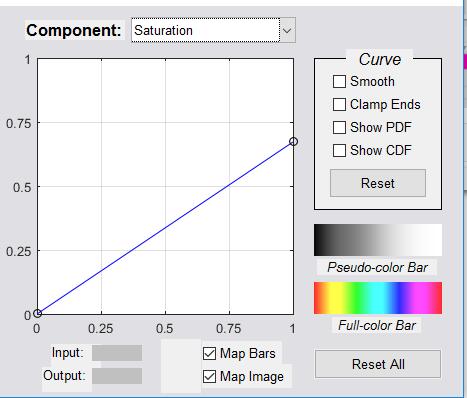 Component: Saturation
Curve
Smooth
Clamp Ends
Show PDF
Show CDF
Reset
1
0.75
0.5
0.25
0
0 0.25 0.5 0.75 1
Pseudo-color Bar
Full-color Bar
Input:
Output:
Map Bars
Map Image
Reset All